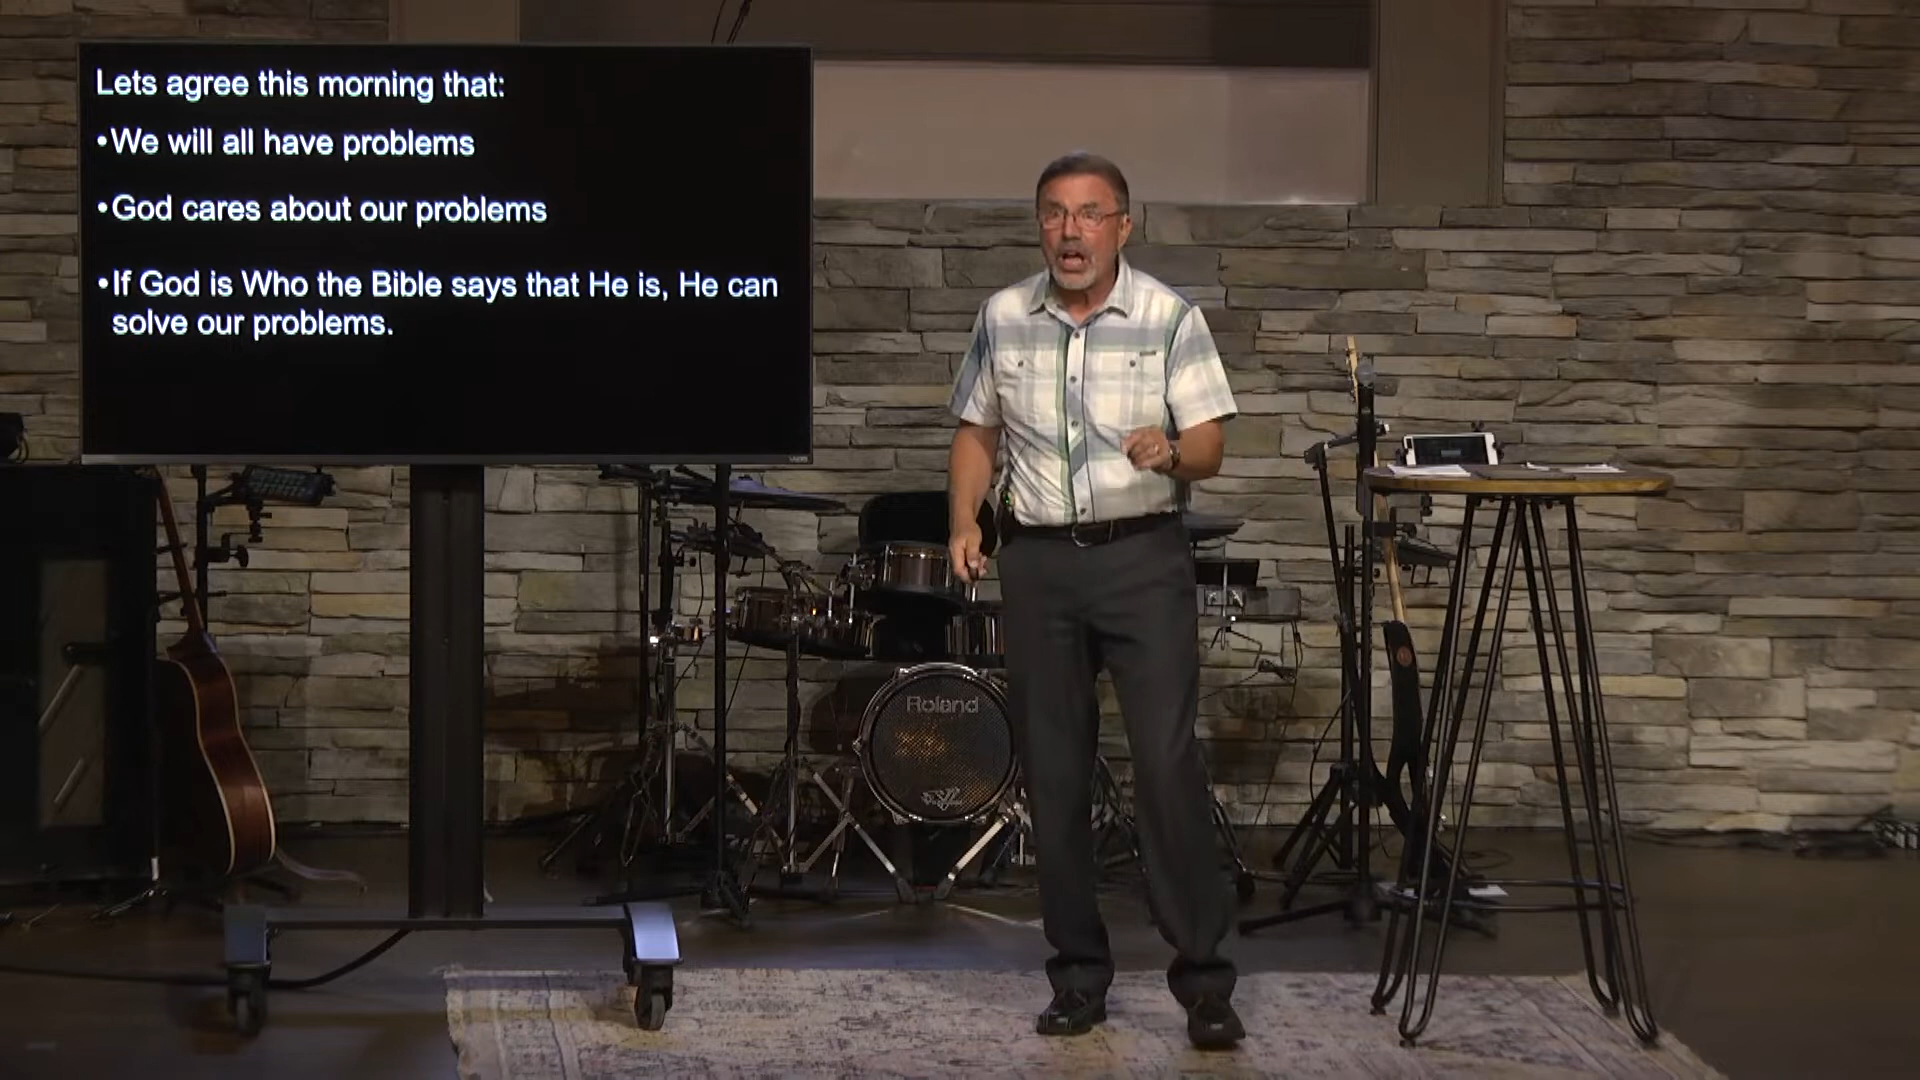 Lets agree this morning that:
•We will all have problems
•God cares about our problems
•If God is Who the Bible says that He is, He can
solve our problems.
Roland